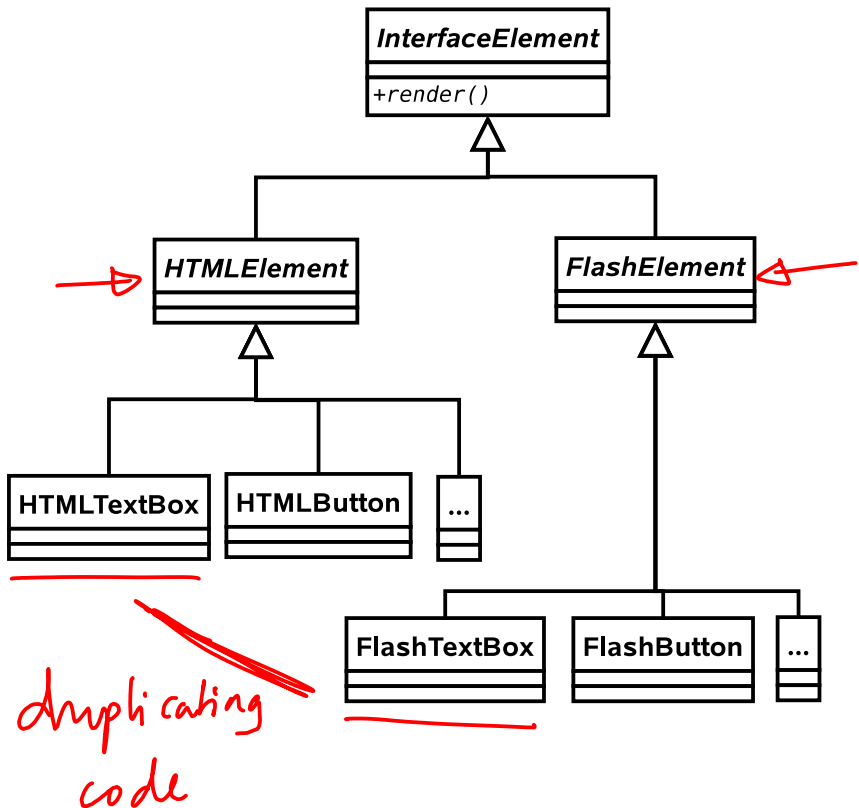 InterfaceElement
+render()
HTMLElement
FlashElement
HTMLTextBox
HTMLButton
...
FlashTextBox
FlashButton
...
duplicating
code